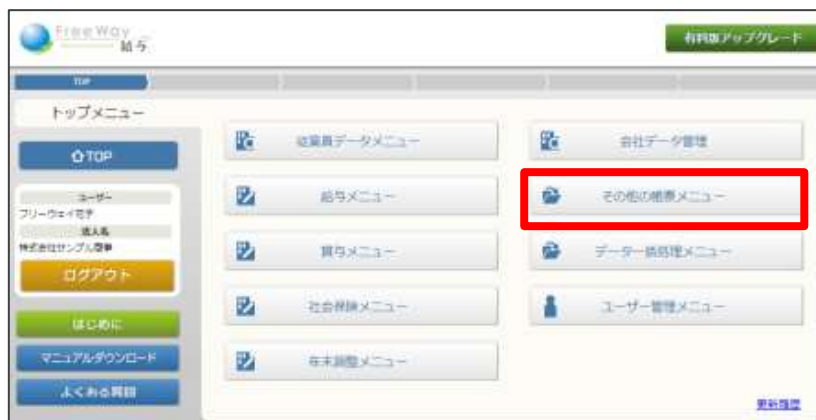 FreeWay
給与
有料版アップグレード
TOP
トップメニュー
TOP
ユーザー
フリーウェイ花子
法人名
株式会社サンプル商事
ログアウト
はじめに
マニュアルダウンロード
よくある質問
従業員データメニュー
会社データ管理
給与メニュー
その他の帳票メニュー
賞与メニュー
データ一括処理メニュー
社会保険メニュー
ユーザー管理メニュー
年末調整メニュー
更新履歴